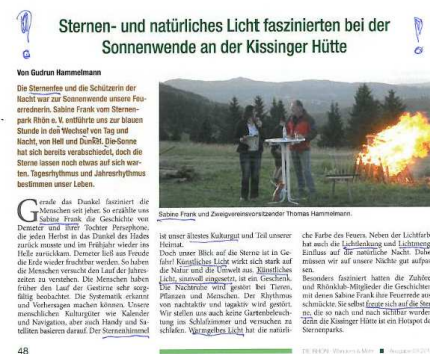 Sternen- und natürliches Licht faszinierten bei der
Sonnenwende an der Kissinger Hütte
Von Gudrun Hammelmann
Die Sternenfee und die Schützerin der
Nacht war zur Sonnenwende unsere Feu-
errednerin. Sabine Frank vom Sternen-
park Rhön e. V. entführte uns zur blauen
Stunde in den Wechsel von Tag und
Nacht, von Hell und Dunkel. Die Sonne
hat sich bereits verabschiedet, doch die
Sterne lassen noch etwas auf sich war-
ten. Tagesrhythmus und Jahresrhythmus
bestimmen unser Leben.
Gerade das Dunkel fasziniert die
Menschen seit jeher. So erzählte uns
Sabine Frank die Geschichte von
Demeter und ihrer Tochter Persephone,
die jeden Herbst in das Dunkel des Hades
zurück musste und im Frühjahr wieder ins
Helle zurückkam. Demeter ließ aus Freude
die Erde wieder fruchtbar werden. So haben
die Menschen versucht den Lauf der Jahres-
zeiten zu verstehen. Die Menschen haben
früher den Lauf der Gestirne sehr sorg-
fältig beobachtet. Die Systematik erkannt
und Vorhersagen machen können. Unsere
menschlichen Kulturgüter wie Kalender
und Navigation, aber auch Handy und Sa-
telliten basieren darauf. Der Sternenhimmel
48
Sabine Frank und Zweigvereinsvorsitzender Thomas Hammelmann.
ist unser ältestes Kulturgut und Teil unserer
Heimat.
Doch unser Blick auf die Sterne ist in Ge-
fahr! Künstliches Licht wirkt sich stark auf
die Natur und die Umwelt aus. Künstliches
Licht, sinnvoll eingesetzt, ist ein Geschenk.
Die Nachtruhe wird gestört bei Tieren,
Pflanzen und Menschen. Der Rhythmus
von nachtaktiv und tagaktiv wird gestört.
Wir stellen uns auch keine Gartenbeleuch-
tung ins Schlafzimmer und versuchen zu
schlafen. Warmgelbes Licht hat die natürli-
che Farbe des Feuers. Neben der Lichtfarbe
hat auch die Lichtlenkung und Lichtmenge
Einfluss auf die natürliche Nacht. Daher
müssen wir auf unsere Nächte gut aufpas-
sen.
Besonders fasziniert hatten die Zuhörer
und Rhönklub-Mitglieder die Geschichten
mit denen Sabine Frank ihre Feuerrede aus-
schmückte. Sie selbst freute sich auf die Ster-
ne, die so nach und nach sichtbar wurden
denn die Kissinger Hütte ist ein Hotspot des
Sternenparks.